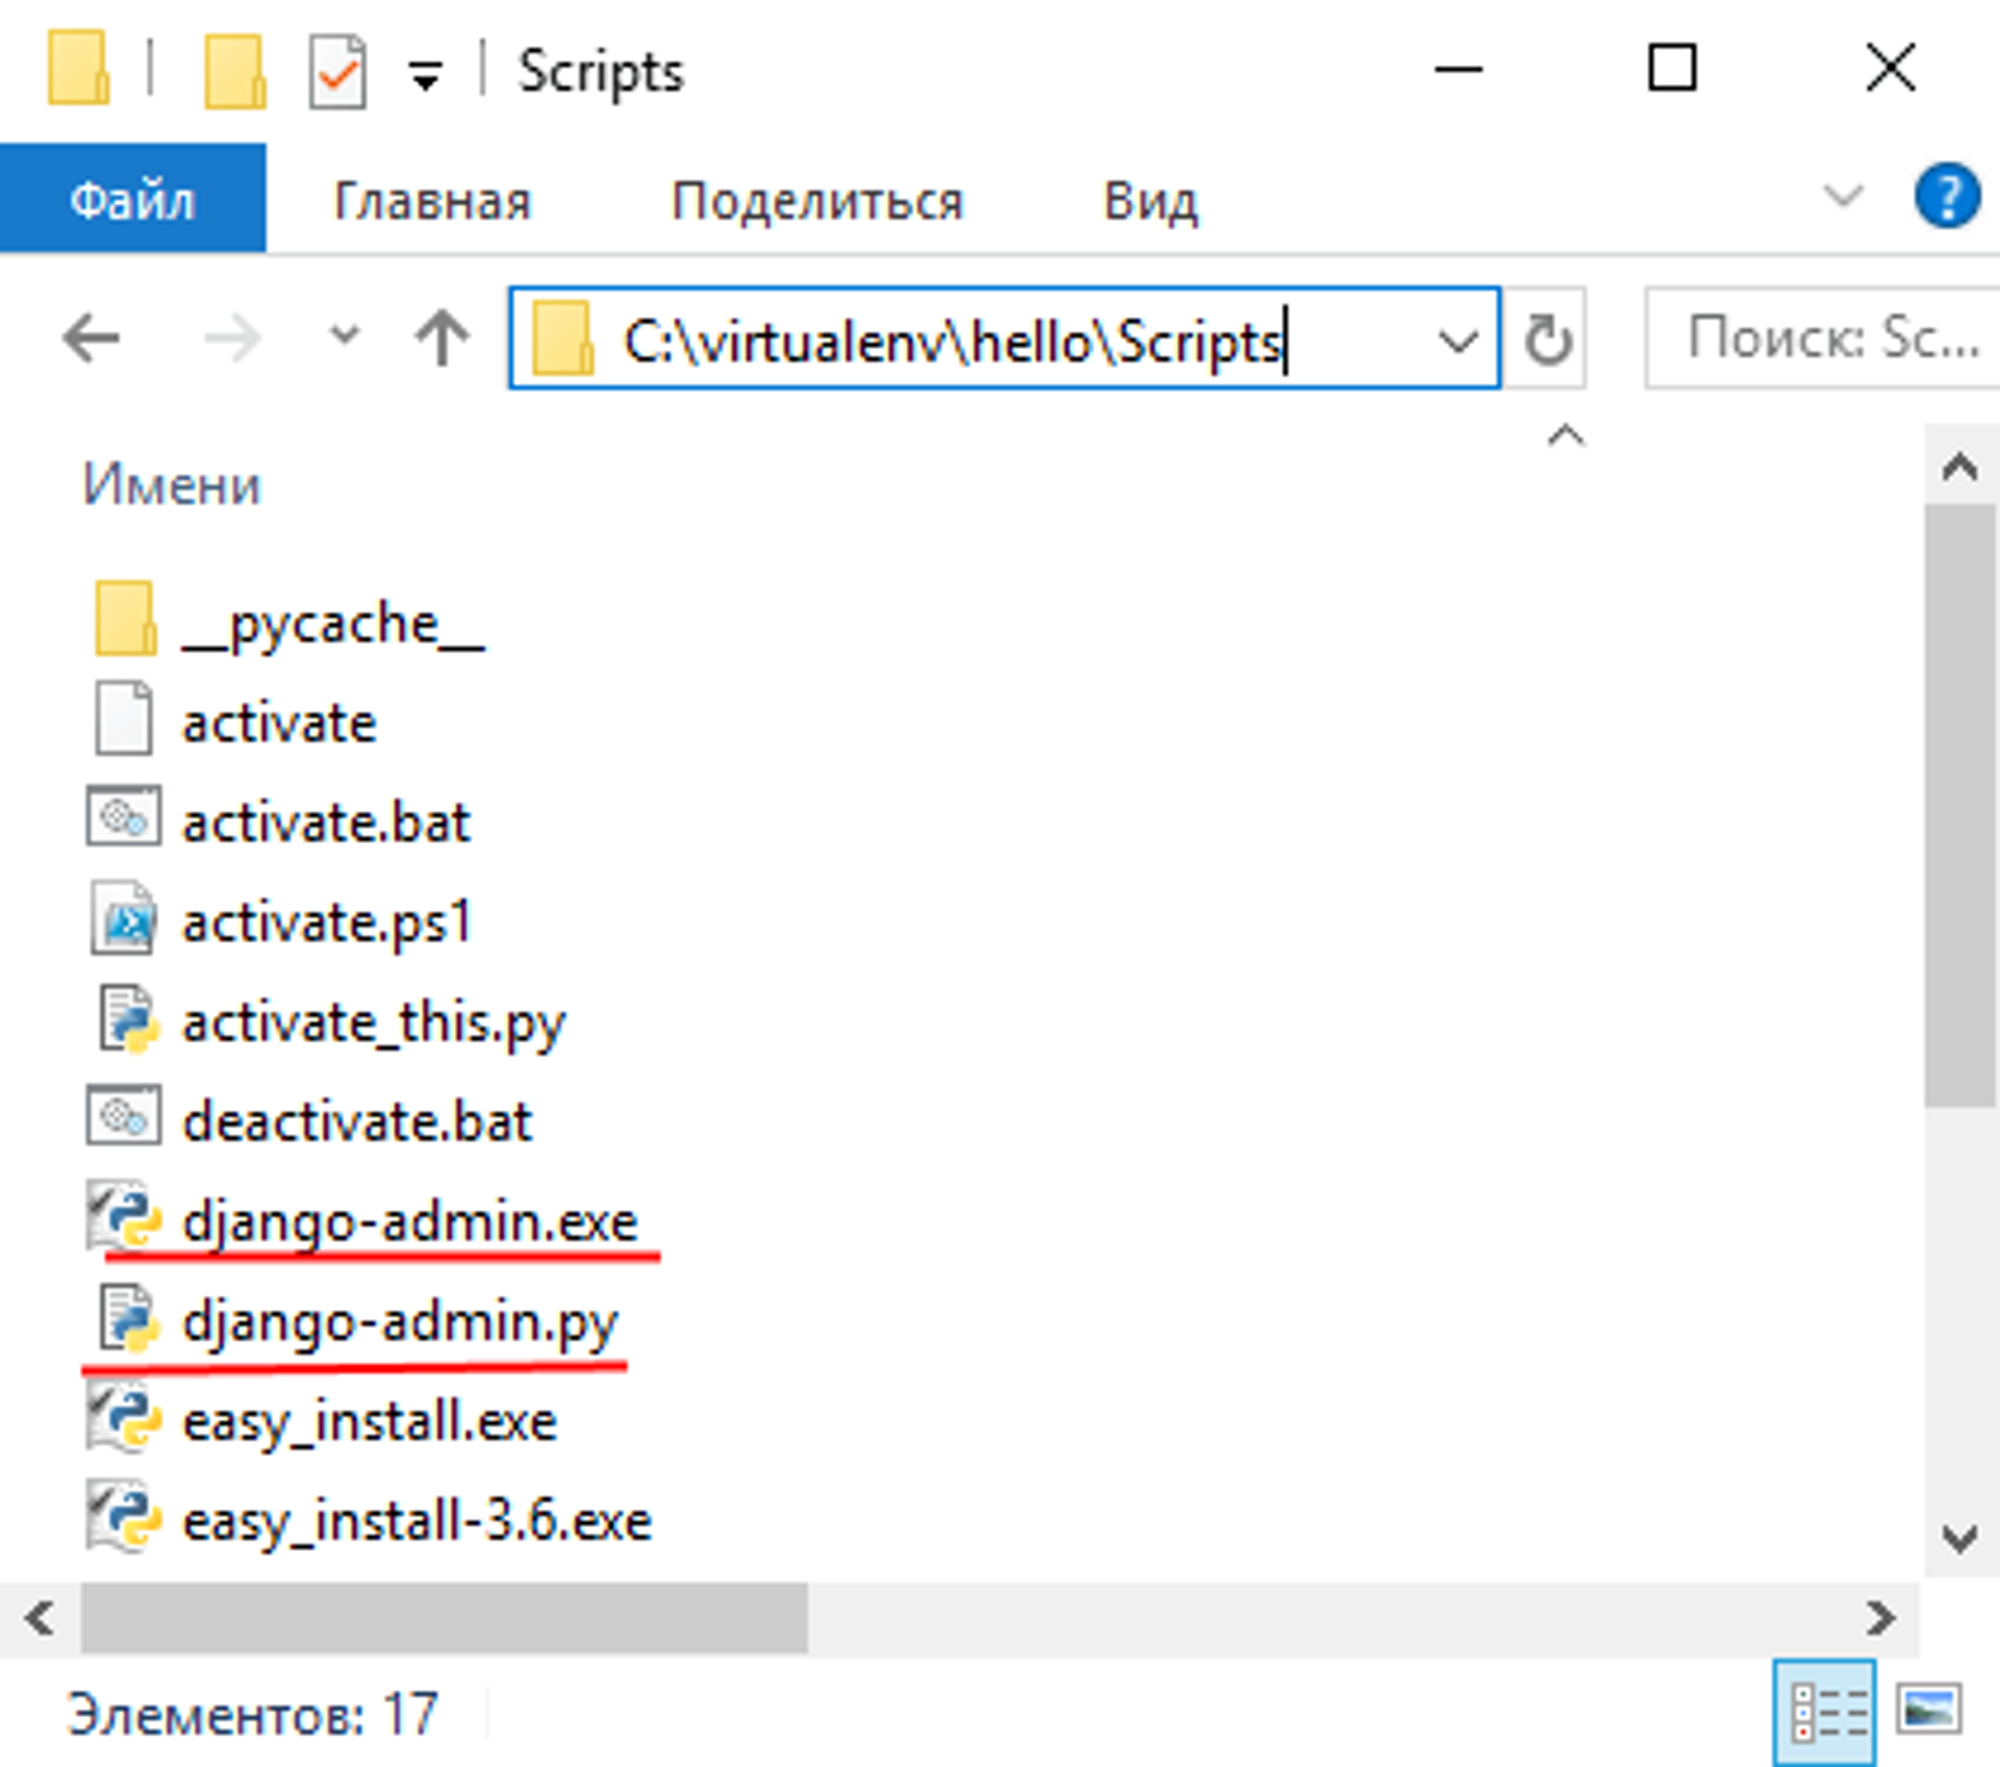 Scripts
Файл Главная Поделиться Вид ?
C:\virtualenv\hello\Scripts Поиск: Sc...
Имени
__pycache__
activate
activate.bat
activate.ps1
activate_this.py
deactivate.bat
django-admin.exe
django-admin.py
easy_install.exe
easy_install-3.6.exe
Элементов: 17